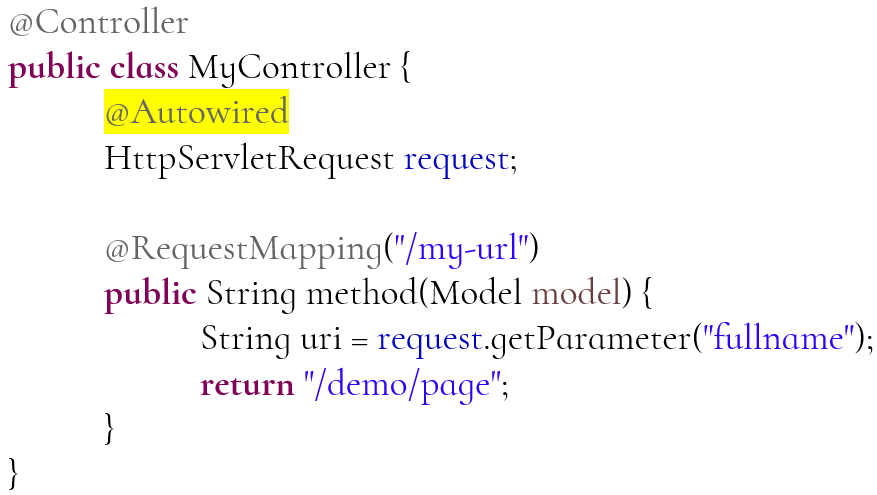 @Controller
public class MyController {
@Autowired
HttpServletRequest request;
@RequestMapping("/my-url")
public String method(Model model) {
String uri = request.getParameter("fullname");
return "/demo/page";
}
}